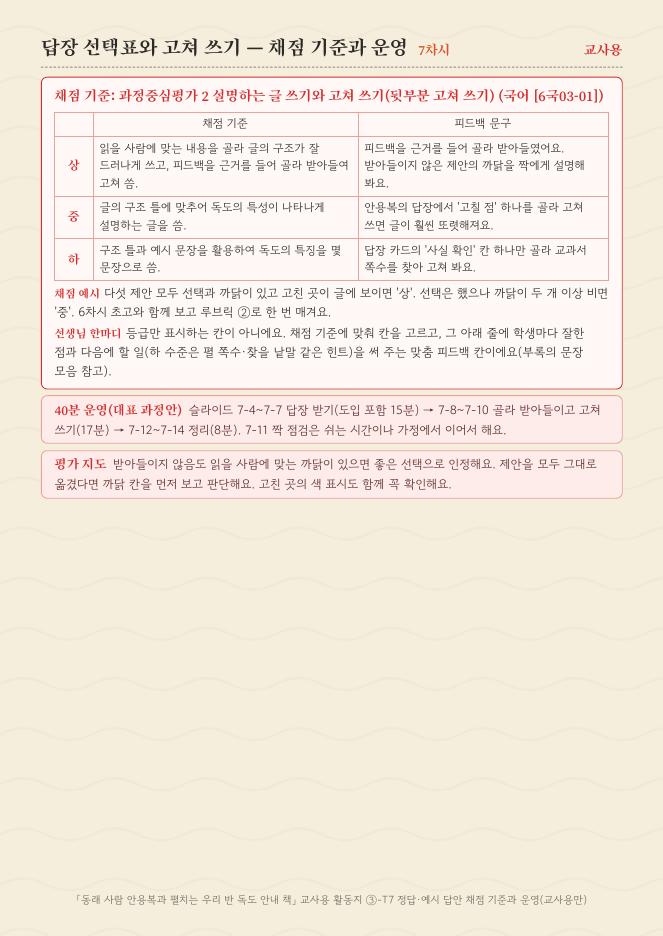 답장 선택표와 고쳐 쓰기 — 채점 기준과 운영 7차시 교사용
채점 기준: 과정중심평가 2 설명하는 글 쓰기와 고쳐 쓰기(뒷부분 고쳐 쓰기) (국어 [6국03-01])
채점 기준 피드백 문구
상
읽을 사람에 맞는 내용을 골라 글의 구조가 잘
드러나게 쓰고, 피드백을 근거를 들어 골라 받아들여
고쳐 씀.
피드백을 근거를 들어 골라 받아들였어요.
받아들이지 않은 제안의 까닭을 짝에게 설명해
봐요.
중
글의 구조 틀에 맞추어 독도의 특성이 나타나게
설명하는 글을 씀.
안용복의 답장에서 '고칠 점' 하나를 골라 고쳐
쓰면 글이 훨씬 또렷해져요.
하
구조 틀과 예시 문장을 활용하여 독도의 특징을 몇
문장으로 씀.
답장 카드의 '사실 확인' 칸 하나만 골라 교과서
쪽수를 찾아 고쳐 봐요.
채점 예시 다섯 제안 모두 선택과 까닭이 있고 고친 곳이 글에 보이면 '상'. 선택은 했으나 까닭이 두 개 이상 비면
'중'. 6차시 초고와 함께 보고 루브릭 ②로 한 번 매겨요.
선생님 한마디 등급만 표시하는 칸이 아니에요. 채점 기준에 맞춰 칸을 고르고, 그 아래 줄에 학생마다 잘한
점과 다음에 할 일(하 수준은 펼 쪽수·찾을 낱말 같은 힌트)을 써 주는 맞춤 피드백 칸이에요(부록의 문장
모음 참고).
40분 운영(대표 과정안) 슬라이드 7-4~7-7 답장 받기(도입 포함 15분) → 7-8~7-10 골라 받아들이고 고쳐
쓰기(17분) → 7-12~7-14 정리(8분). 7-11 짝 점검은 쉬는 시간이나 가정에서 이어서 해요.
평가 지도 받아들이지 않음도 읽을 사람에 맞는 까닭이 있으면 좋은 선택으로 인정해요. 제안을 모두 그대로
옮겼다면 까닭 칸을 먼저 보고 판단해요. 고친 곳의 색 표시도 함께 꼭 확인해요.
「동래 사람 안용복과 펼치는 우리 반 독도 안내 책」 교사용 활동지 ③-T7 정답·예시 답안 채점 기준과 운영(교사용만)